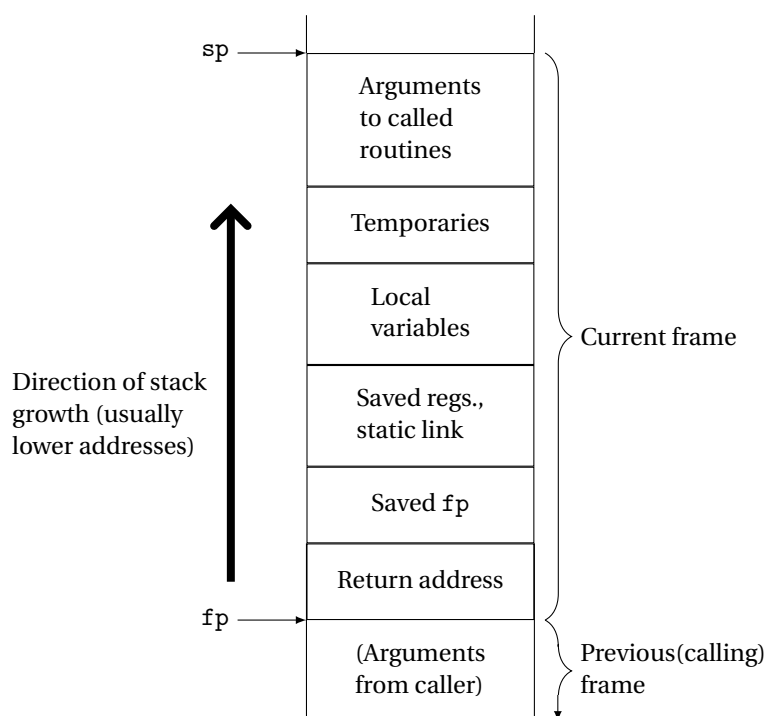 sp
Arguments
to called
routines
Temporaries
Local
variables
Current frame
Direction of stack
growth (usually
lower addresses)
Saved regs.,
static link
Saved fp
Return address
fp
(Arguments
from caller)
Previous(calling)
frame